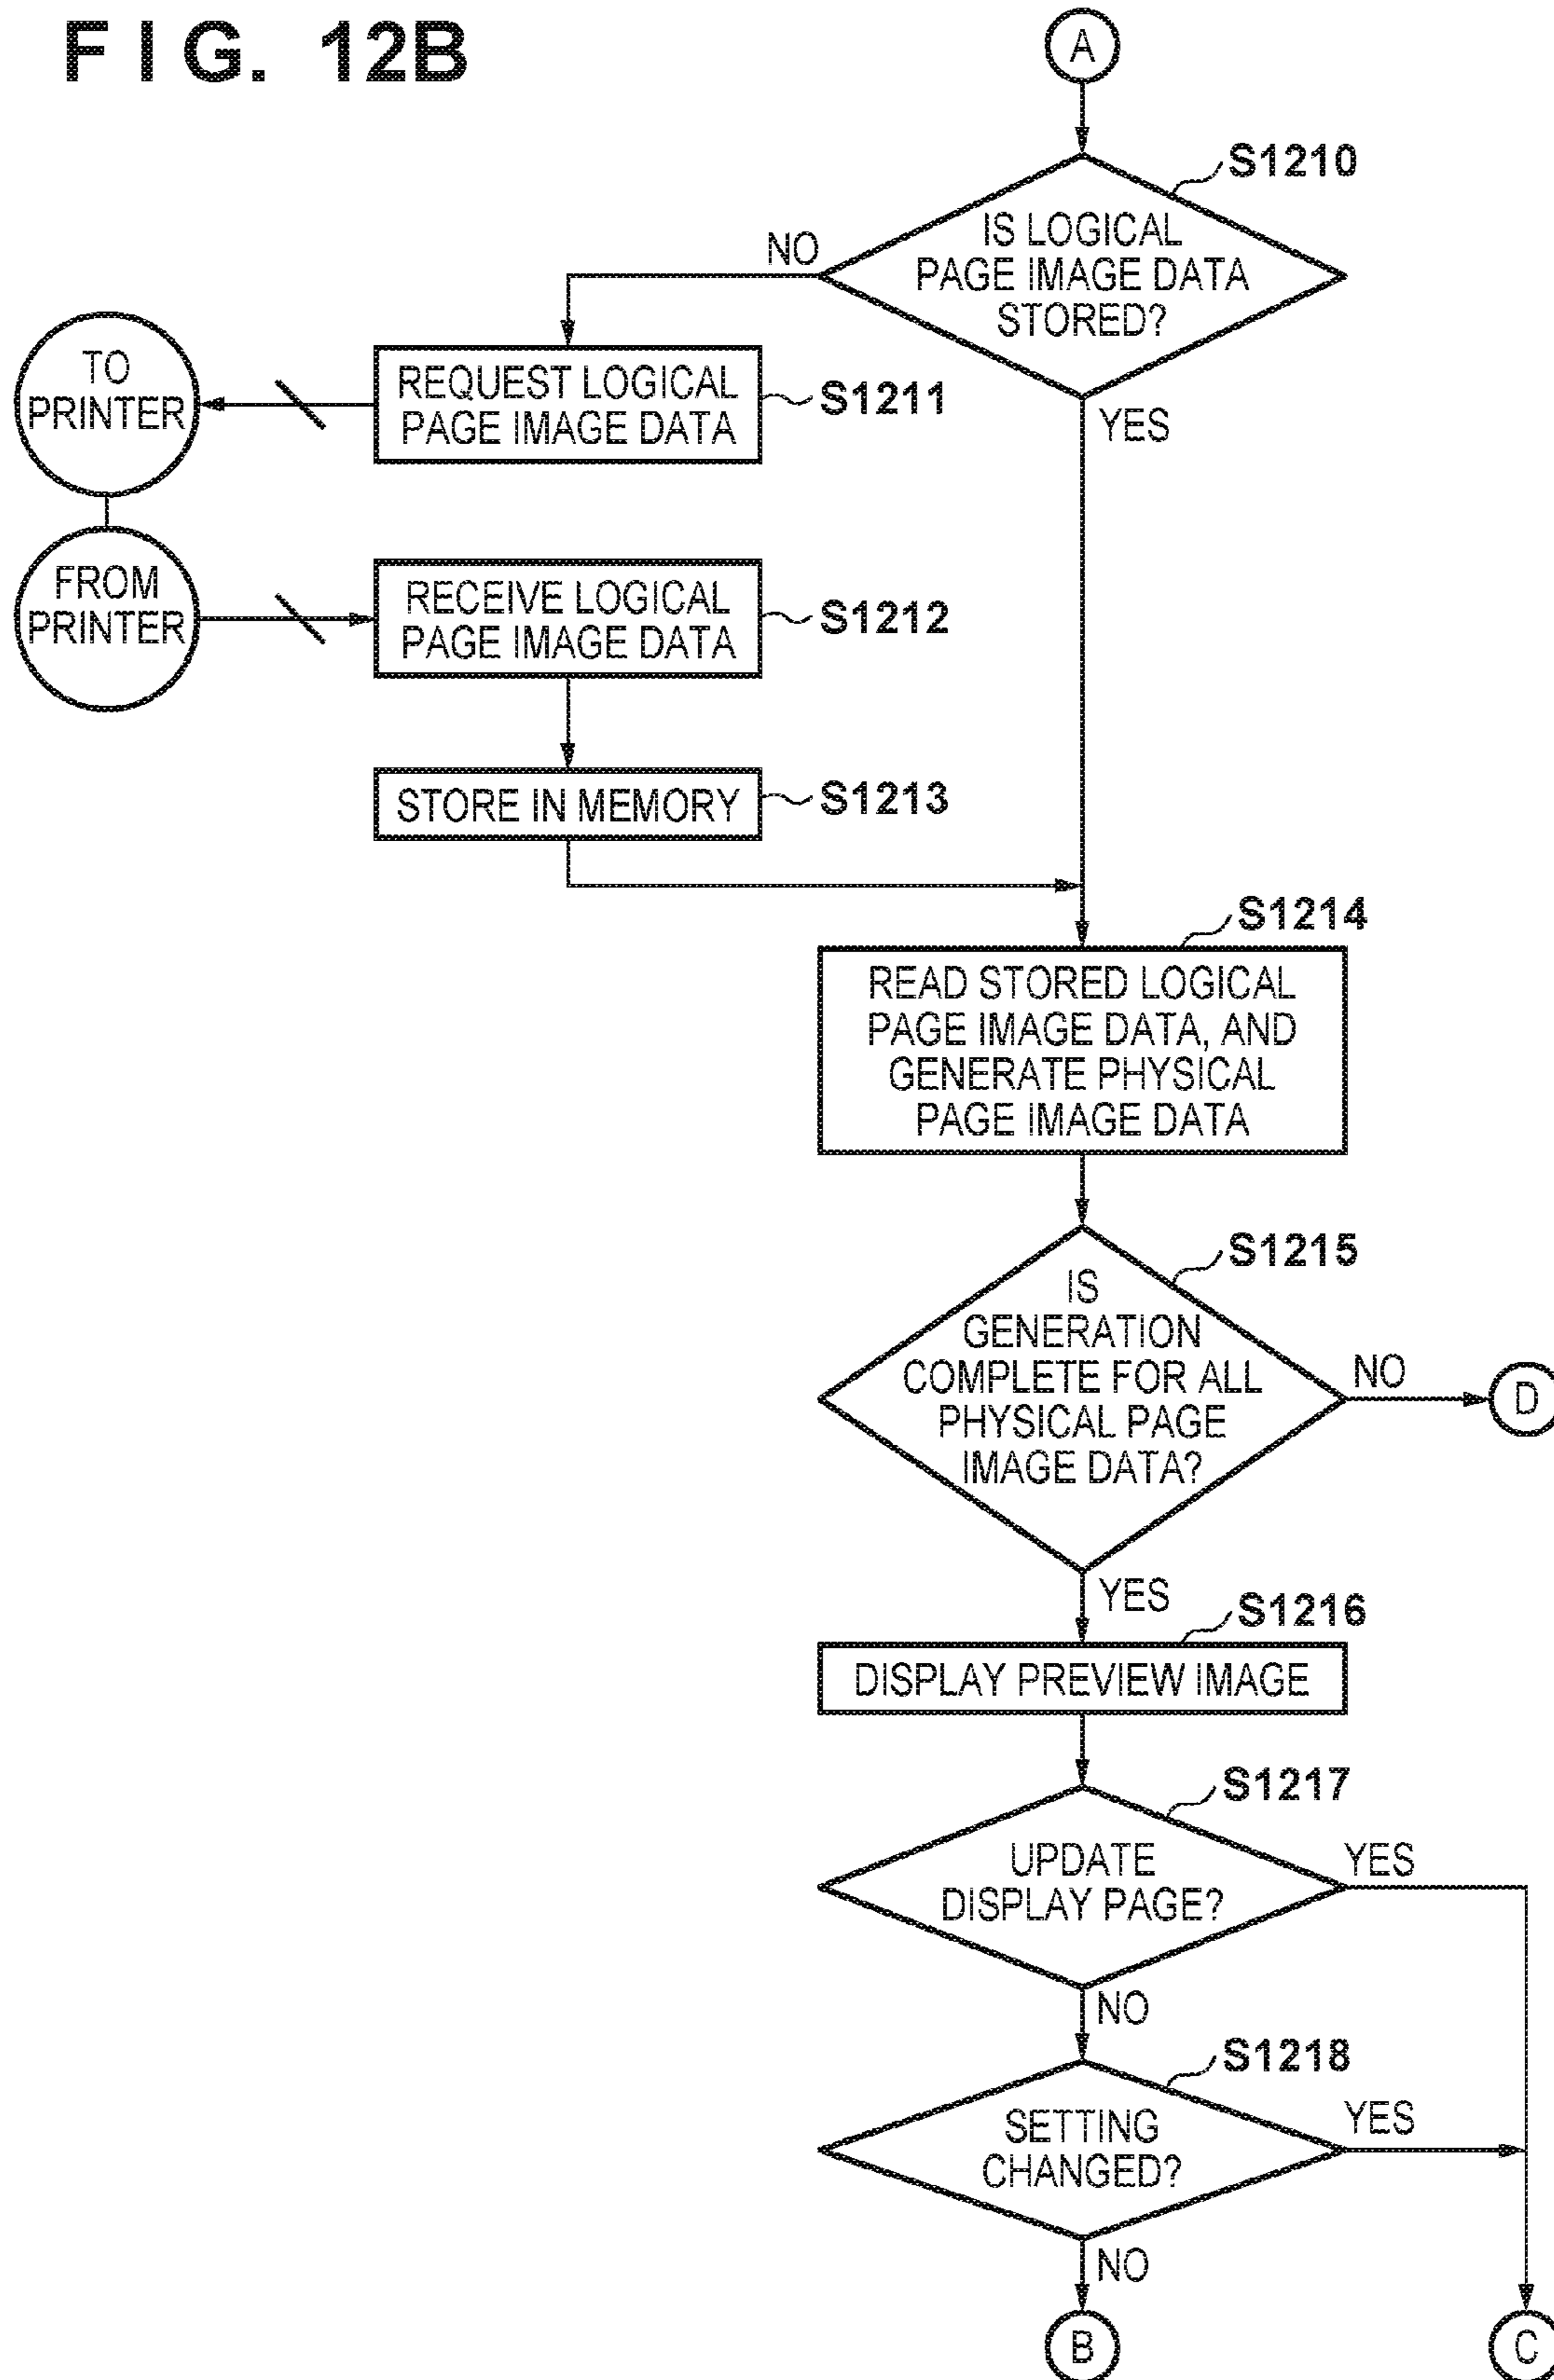 FIG. 12B
A
S1210
IS LOGICAL
PAGE IMAGE DATA
STORED?
NO
YES
TO
PRINTER
REQUEST LOGICAL
PAGE IMAGE DATA
S1211
FROM
PRINTER
RECEIVE LOGICAL
PAGE IMAGE DATA
S1212
STORE IN MEMORY
S1213
S1214
READ STORED LOGICAL
PAGE IMAGE DATA, AND
GENERATE PHYSICAL
PAGE IMAGE DATA
S1215
IS
GENERATION
COMPLETE FOR ALL
PHYSICAL PAGE
IMAGE DATA?
NO
D
YES
S1216
DISPLAY PREVIEW IMAGE
S1217
UPDATE
DISPLAY PAGE?
YES
NO
S1218
SETTING
CHANGED?
YES
NO
B
C